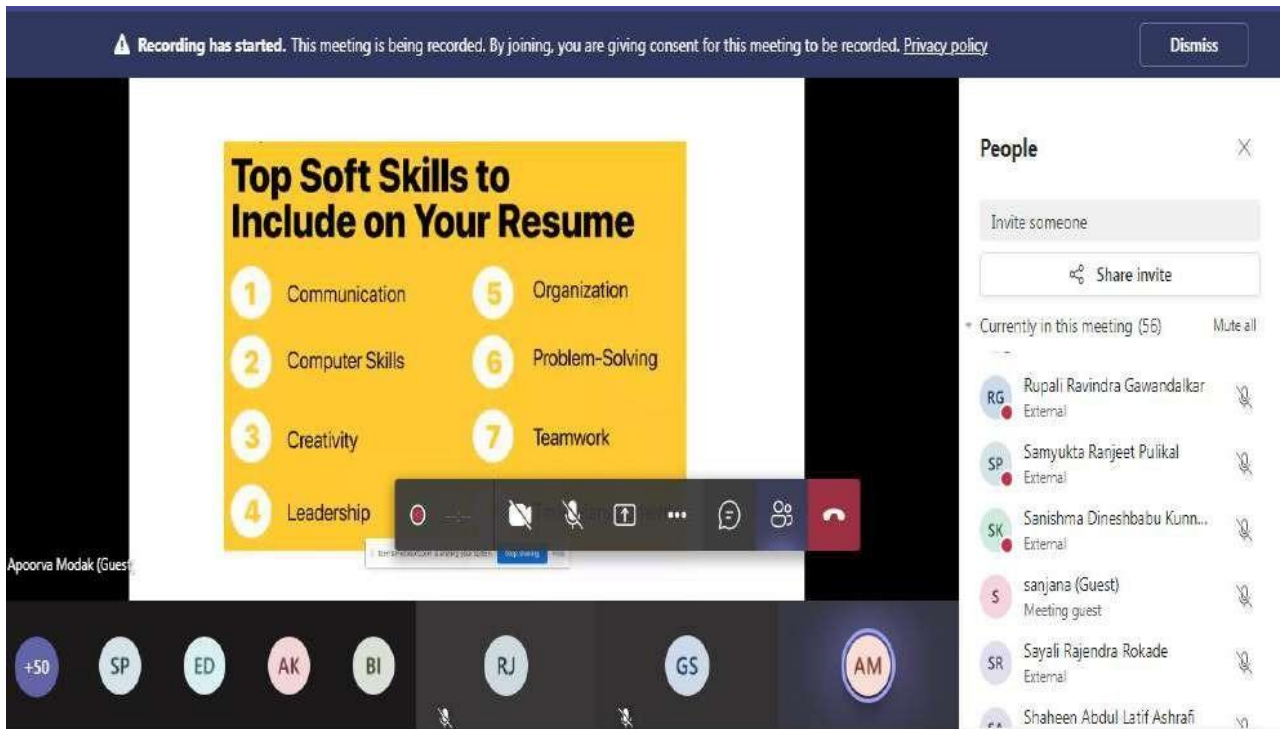 Recording has started. This meeting is being recorded. By joining, you are giving consent for this meeting to be recorded. Privacy policy
Dismiss
Top Soft Skills to
Include on Your Resume
1 Communication
2 Computer Skills
3 Creativity
4 Leadership
5 Organization
6 Problem-Solving
7 Teamwork
Stop sharing
Apoorva Modak (Guest
+50
SP
ED
AK
BI
RJ
GS
AM
People
Invite someone
Share invite
Currently in this meeting (56)
Mute all
RG Rupali Ravindra Gawandalkar
External
SP Samyukta Ranjeet Pulikal
External
SK Sanishma Dineshbabu Kunn...
External
S sanjana (Guest)
Meeting guest
SR Sayali Rajendra Rokade
External
Shaheen Abdul Latif Ashrafi